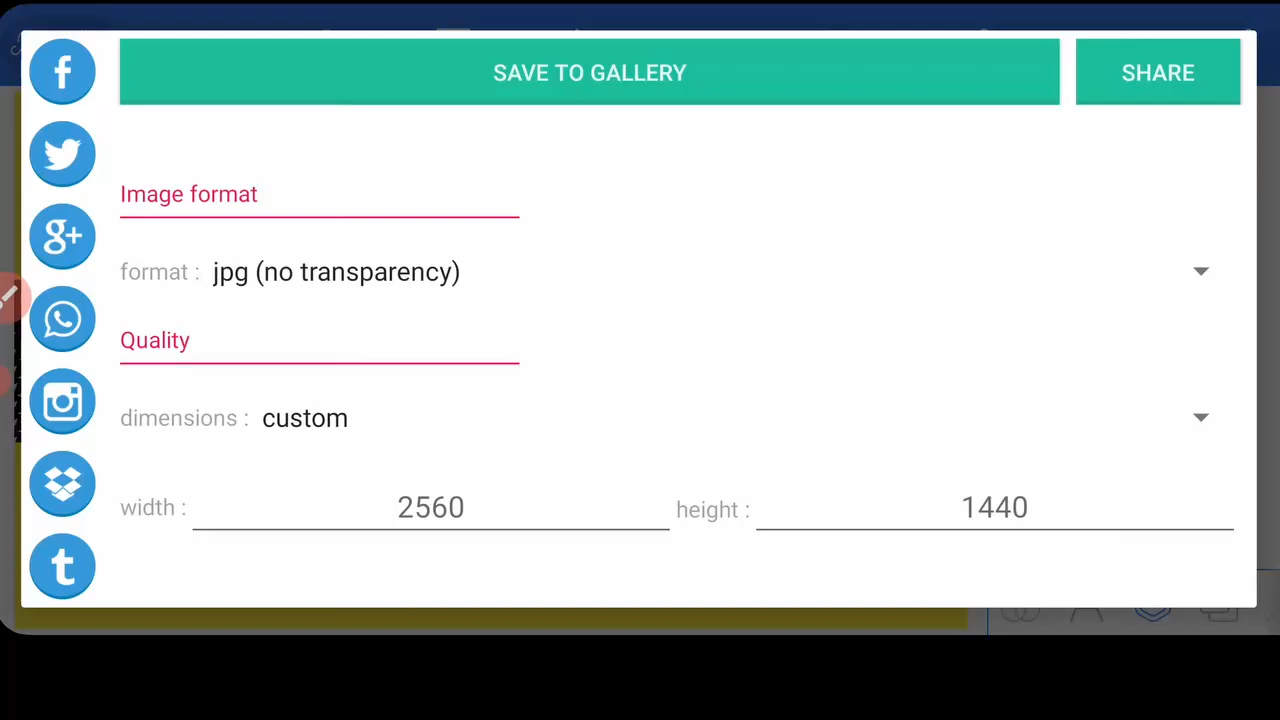 SAVE TO GALLERY SHARE
Image format
format : jpg (no transparency)
Quality
dimensions : custom
width : 2560 height : 1440